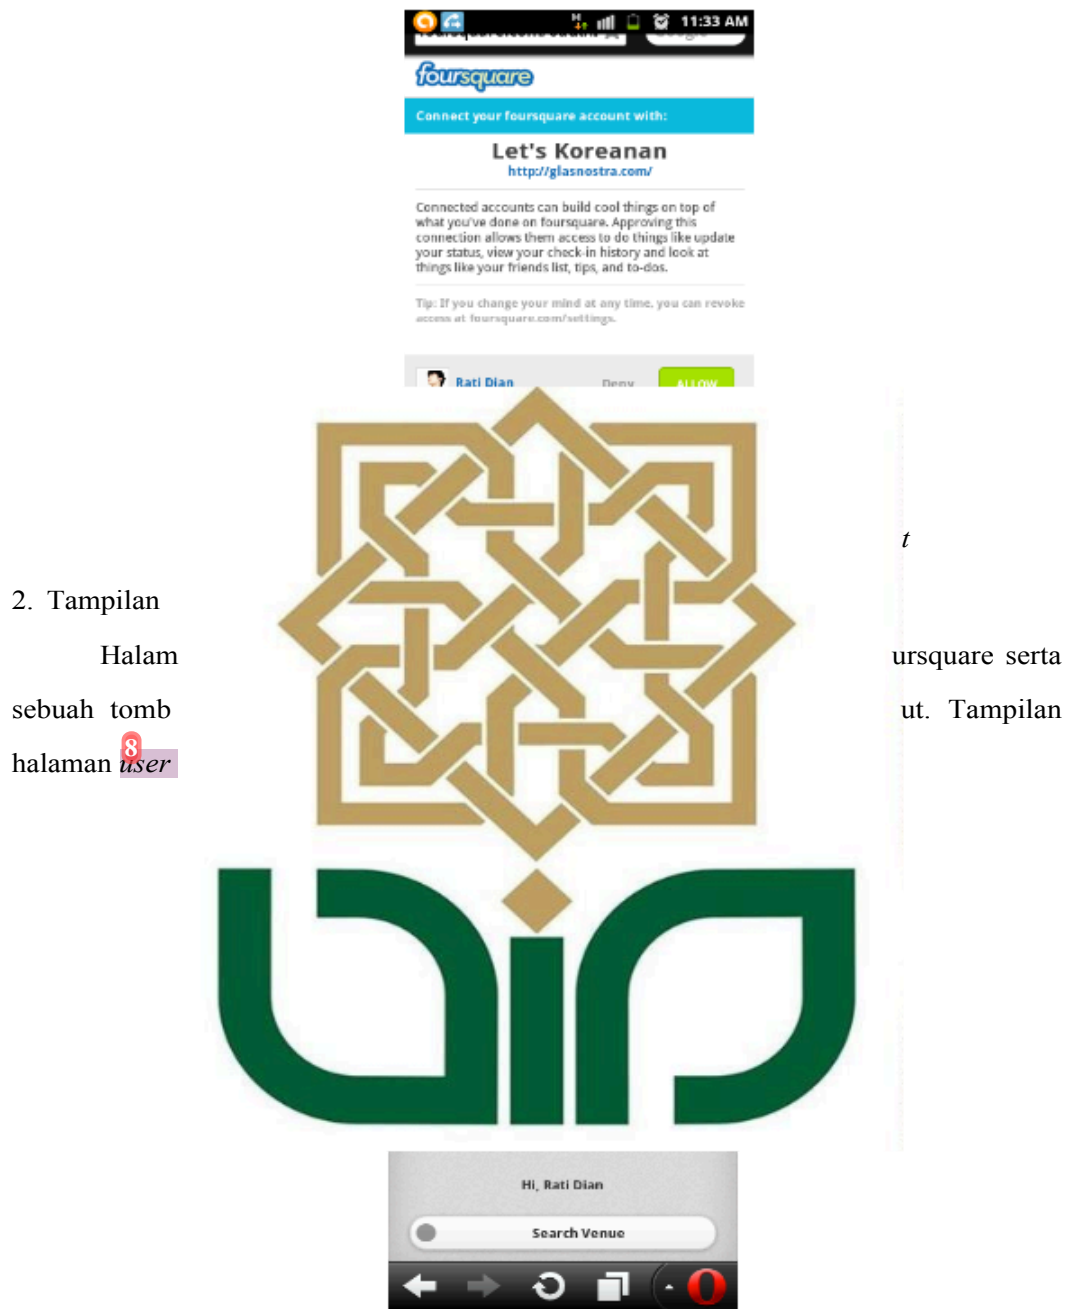 11:33 AM
foursquare
Connect your foursquare account with:
Let's Koreanan
http://glasnostra.com/
Connected accounts can build cool things on top of
what you've done on foursquare. Approving this
connection allows them access to do things like update
your status, view your check-in history and look at
things like your friends list, tips, and to-dos.
Tip: If you change your mind at any time, you can revoke
access at foursquare.com/settings.
Rati Dian Deny ALLOW
t
2. Tampilan
Halam ursquare serta
sebuah tomb ut. Tampilan
8
halaman user
Hi, Rati Dian
Search Venue